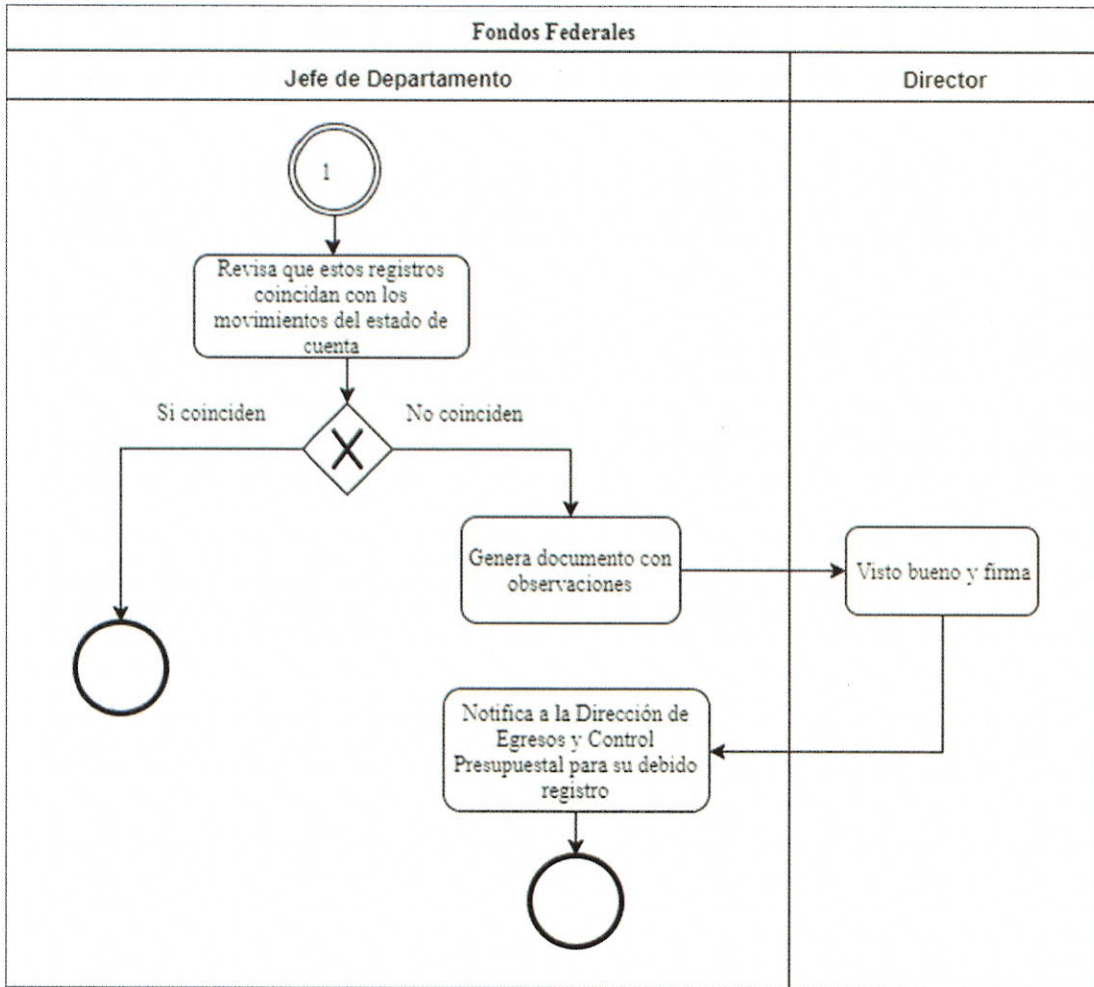 Fondos Federales
Jefe de Departamento
Director
1
Revisa que estos registros
coincidan con los
movimientos del estado de
cuenta
Si coinciden
No coinciden
Genera documento con
observaciones
Visto bueno y firma
Notifica a la Dirección de
Egresos y Control
Presupuestal para su debido
registro